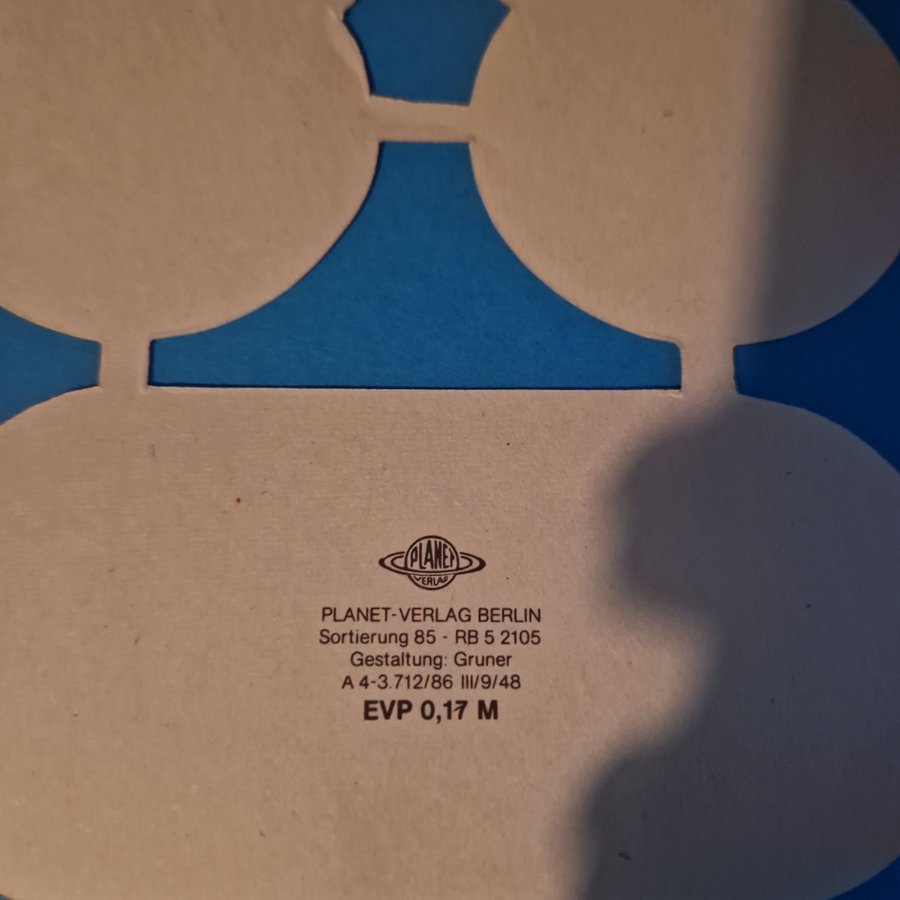 PLANET
VERLAG
PLANET-VERLAG BERLIN
Sortierung 85 - RB 5 2105
Gestaltung: Gruner
A 4-3.712/86 III/9/48
EVP 0,17 M